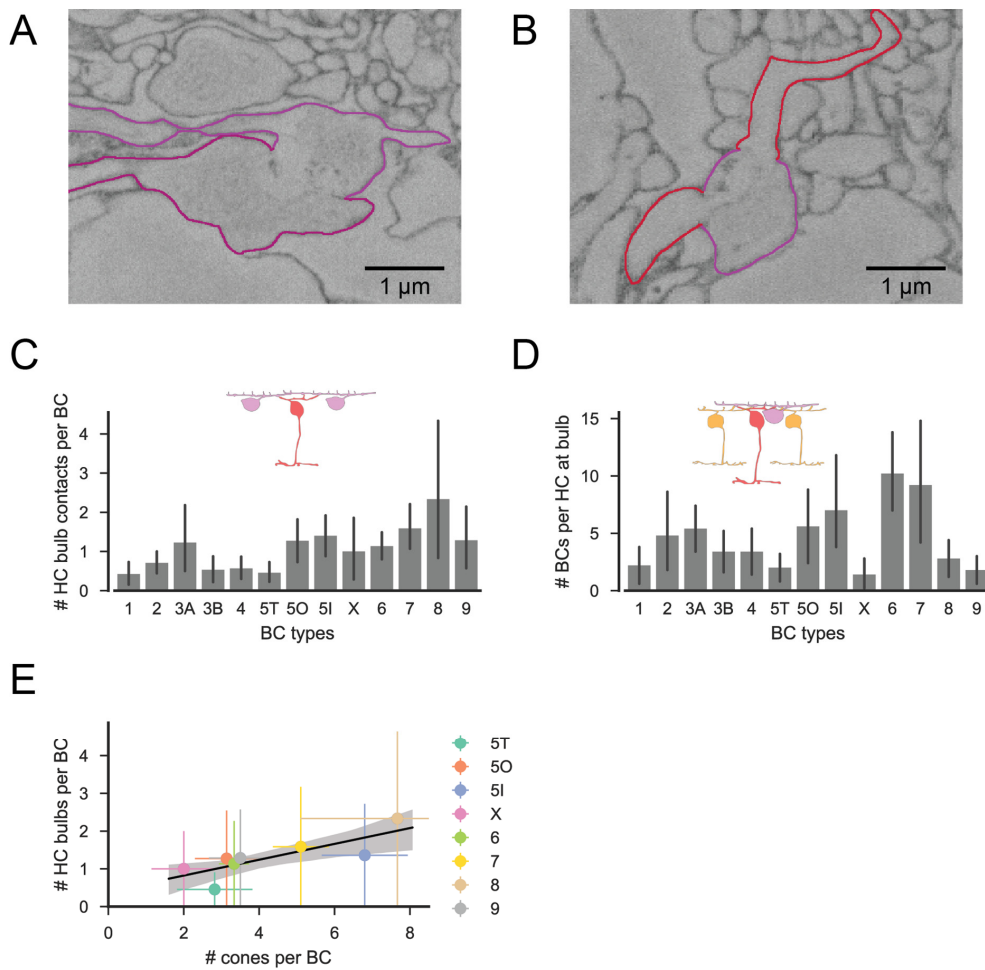 A
B
1 µm
1 µm
C
D
# HC bulb contacts per BC
4
3
2
1
0
1 2 3A 3B 4 5T 5O 5I X 6 7 8 9
BC types
# BCs per HC at bulb
15
10
5
0
1 2 3A 3B 4 5T 5O 5I X 6 7 8 9
BC types
E
# HC bulbs per BC
4
3
2
1
0
0 2 4 6 8
# cones per BC
5T
5O
5I
X
6
7
8
9